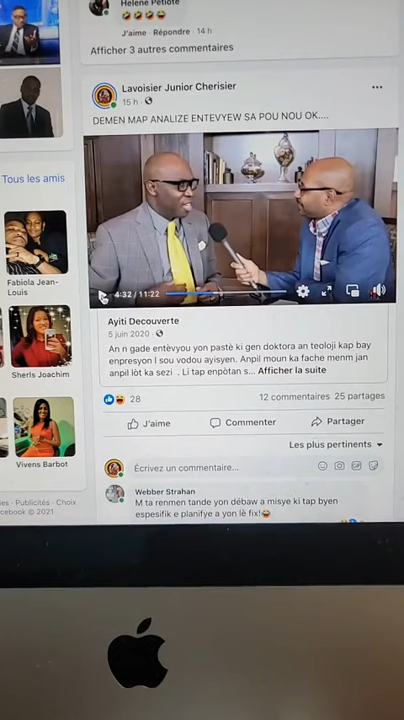 Helene Petiote
J'aime · Répondre · 14 h
Afficher 3 autres commentaires
Lavoisier Junior Cherisier
15 h ·
DEMEN MAP ANALIZE ENTEVYEW SA POU NOU OK....
4:32 / 11:22
Ayiti Decouverte
5 juin 2020 ·
An n gade entèvyou yon pastè ki gen doktora an teoloji kap bay
enpresyon l sou vodou ayisyen. Anpil moun ka fache menm jan
anpil lòt ka sezi . Li tap enpòtan s... Afficher la suite
28
12 commentaires 25 partages
J'aime
Commenter
Partager
Les plus pertinents
Écrivez un commentaire...
GIF
Webber Strahan
M ta renmen tande yon débaw a misye ki tap byen
espesifik e planifye a yon lè fix!
Tous les amis
Fabiola Jean-
Louis
Sherls Joachim
Vivens Barbot
es · Publicités · Choix
cebook © 2021